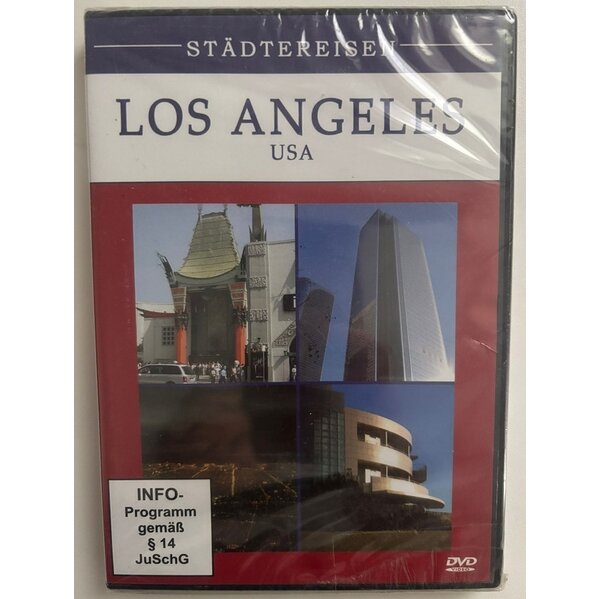 STÄDTEREISEN
LOS ANGELES
USA
INFO-
Programm
gemäß
§ 14
JuSchG
DVD
VIDEO